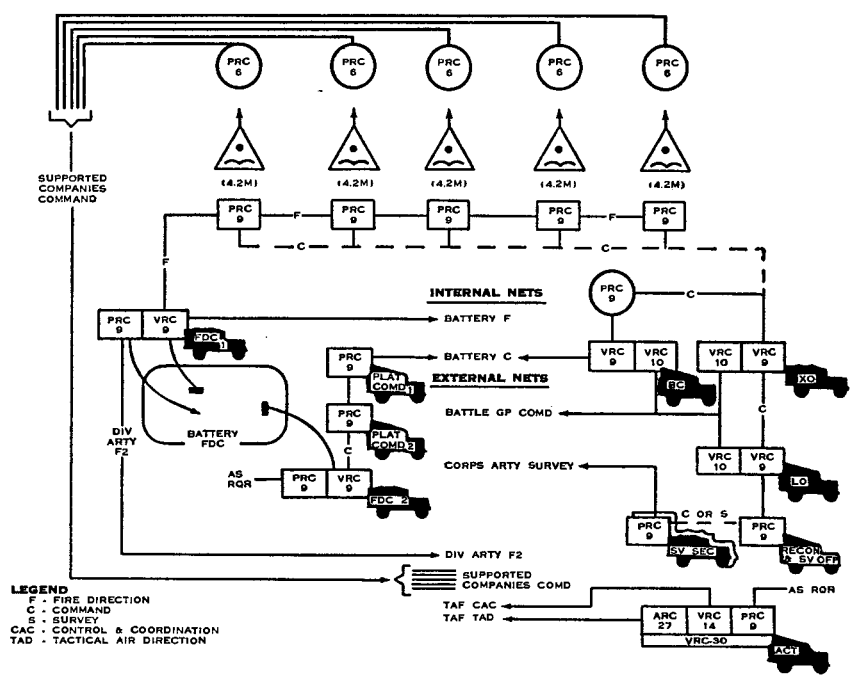 PRC 6
PRC 6
PRC 6
PRC 6
PRC 6
SUPPORTED
COMPANIES
COMMAND
(4.2M)
(4.2M)
(4.2M)
(4.2M)
(4.2M)
PRC 9
F
PRC 9
PRC 9
PRC 9
F
PRC 9
C
C
F
INTERNAL NETS
PRC 9
C
PRC 9
VRC 9
FDC 1
BATTERY F
PRC 9
PLAT
COMD 1
BATTERY C
VRC 9
VRC 10
BC
VRC 10
VRC 9
XO
EXTERNAL NETS
PRC 9
PLAT
COMD 2
BATTLE GP COMD
C
DIV
ARTY
F2
BATTERY
FDC
C
AS
RQR
PRC 9
VRC 9
FDC 2
CORPS ARTY SURVEY
VRC 10
VRC 9
LO
C OR S
PRC 9
SV SEC
PRC 9
RECON
& SV OFF
DIV ARTY F2
SUPPORTED
COMPANIES COMD
LEGEND
F - FIRE DIRECTION
C - COMMAND
S - SURVEY
CAC - CONTROL & COORDINATION
TAD - TACTICAL AIR DIRECTION
AS RQR
TAF CAC
TAF TAD
ARC 27
VRC 14
PRC 9
VRC-30
ACT